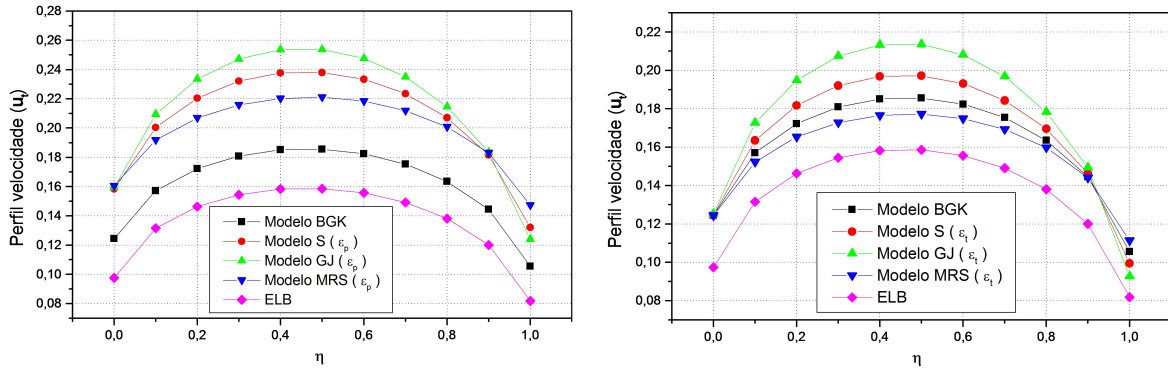 0,28
0,26
0,24
0,22
0,20
0,18
0,16
0,14
0,12
0,10
0,08
Perfil velocidade (u_t)
0,0 0,2 0,4 0,6 0,8 1,0
η
Modelo BGK
Modelo S ( ε_p )
Modelo GJ ( ε_p )
Modelo MRS ( ε_p )
ELB
0,22
0,20
0,18
0,16
0,14
0,12
0,10
0,08
Perfil velocidade (u_t)
0,0 0,2 0,4 0,6 0,8 1,0
η
Modelo BGK
Modelo S ( ε_t )
Modelo GJ ( ε_t )
Modelo MRS ( ε_t )
ELB